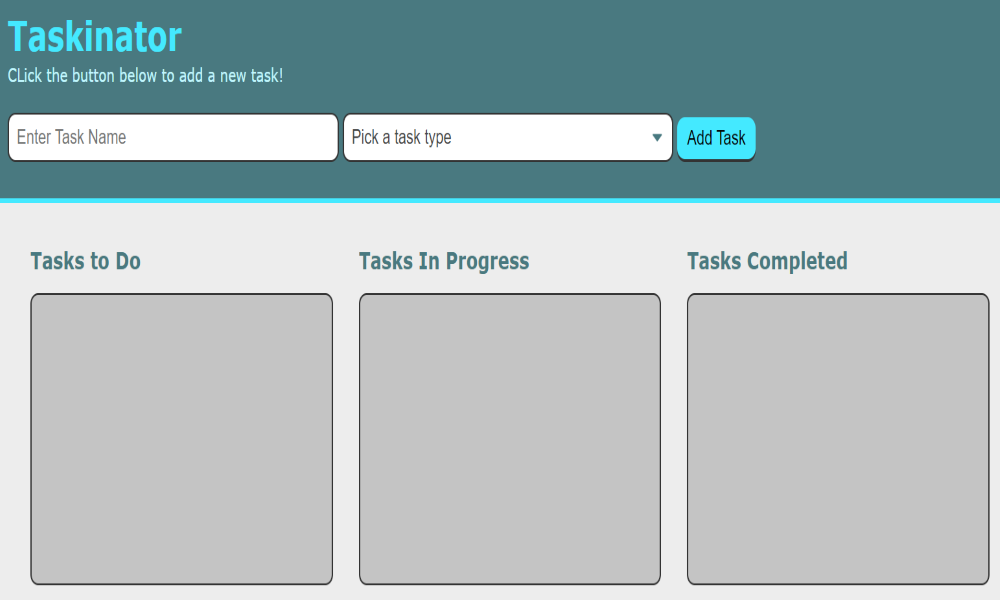 Taskinator
CLick the button below to add a new task!
Enter Task Name
Pick a task type
Add Task
Tasks to Do
Tasks In Progress
Tasks Completed